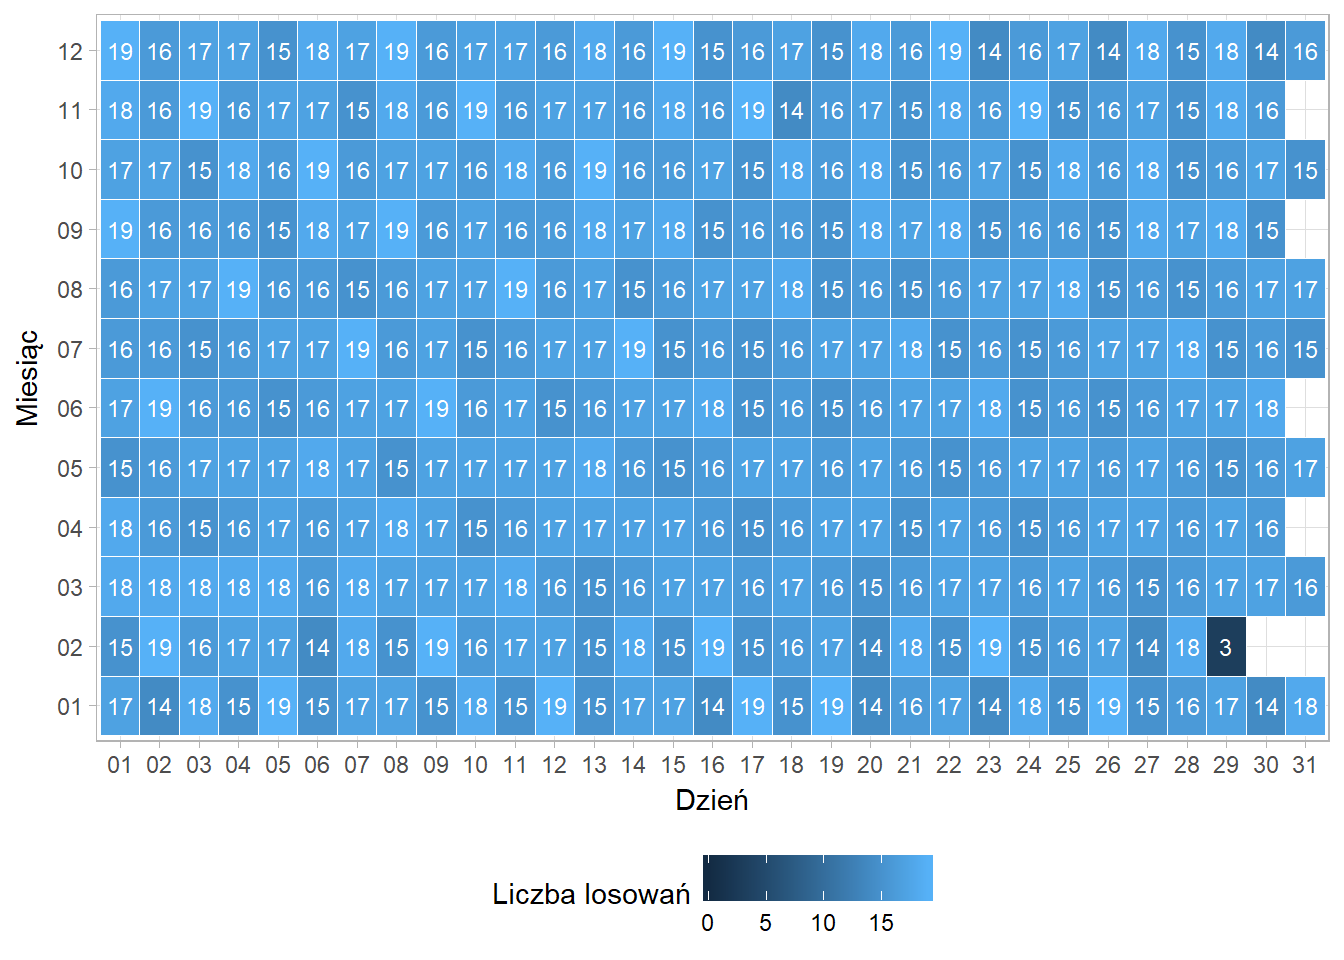 12 19 16 17 17 15 18 17 19 16 17 17 16 18 16 19 15 16 17 15 18 16 19 14 16 17 14 18 15 18 14 16
11 18 16 19 16 17 17 15 18 16 19 16 17 17 16 18 16 19 14 16 17 15 18 16 19 15 16 17 15 18 16
10 17 17 15 18 16 19 16 17 17 16 18 16 19 16 16 17 15 18 16 18 15 16 17 15 18 16 18 15 16 17 15
09 19 16 16 16 15 18 17 19 16 17 16 16 18 17 18 15 16 16 15 18 17 18 15 16 16 15 18 17 18 15
08 16 17 17 19 16 16 15 16 17 17 19 16 17 15 16 17 17 18 15 16 15 16 17 17 18 15 16 15 16 17 17
07 16 16 15 16 17 17 19 16 17 15 16 17 17 19 15 16 15 16 17 17 18 15 16 15 16 17 17 18 15 16 15
06 17 19 16 16 15 16 17 17 19 16 17 15 16 17 17 18 15 16 15 16 17 17 18 15 16 15 16 17 17 18
05 15 16 17 17 17 18 17 15 17 17 17 17 18 16 15 16 17 17 16 17 16 15 16 17 17 16 17 16 15 16 17
04 18 16 15 16 17 16 17 18 17 15 16 17 17 17 17 16 15 16 17 17 15 17 16 15 16 17 17 16 17 16
03 18 18 18 18 18 16 18 17 17 17 18 16 15 16 17 17 16 17 16 15 16 17 17 16 17 16 15 16 17 17 16
02 15 19 16 17 17 14 18 15 19 16 17 17 15 18 15 19 15 16 17 14 18 15 19 15 16 17 14 18 3
01 17 14 18 15 19 15 17 17 15 18 15 19 15 17 17 14 19 15 19 14 16 17 14 18 15 19 15 16 17 14 18
01 02 03 04 05 06 07 08 09 10 11 12 13 14 15 16 17 18 19 20 21 22 23 24 25 26 27 28 29 30 31
Miesiąc
Dzień
Liczba losowań
0 5 10 15